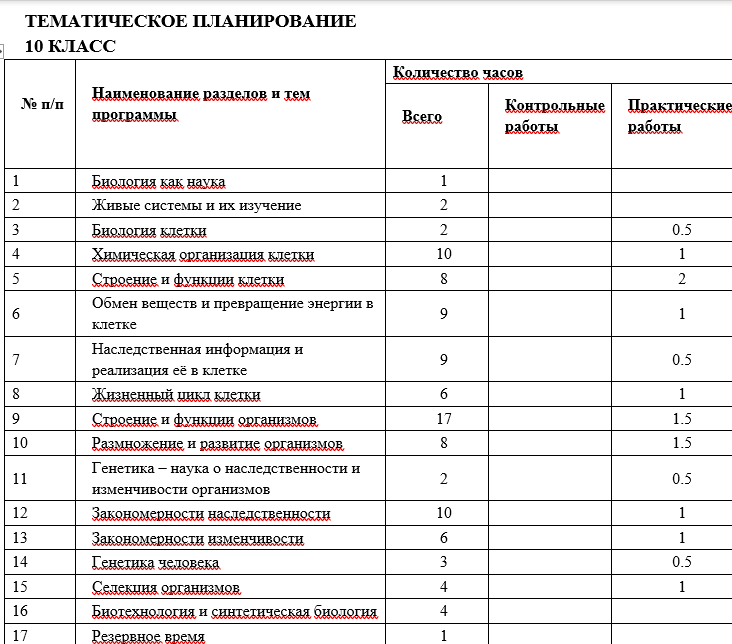 ТЕМАТИЧЕСКОЕ ПЛАНИРОВАНИЕ
10 КЛАСС
№ п/п
Наименование разделов и тем
программы
Количество часов
Всего
Контрольные
работы
Практические
работы
1 Биология как наука 1
2 Живые системы и их изучение 2
3 Биология клетки 2 0.5
4 Химическая организация клетки 10 1
5 Строение и функции клетки 8 2
6 Обмен веществ и превращение энергии в
клетке 9 1
7 Наследственная информация и
реализация её в клетке 9 0.5
8 Жизненный цикл клетки 6 1
9 Строение и функции организмов 17 1.5
10 Размножение и развитие организмов 8 1.5
11 Генетика – наука о наследственности и
изменчивости организмов 2 0.5
12 Закономерности наследственности 10 1
13 Закономерности изменчивости 6 1
14 Генетика человека 3 0.5
15 Селекция организмов 4 1
16 Биотехнология и синтетическая биология 4
17 Резервное время 1